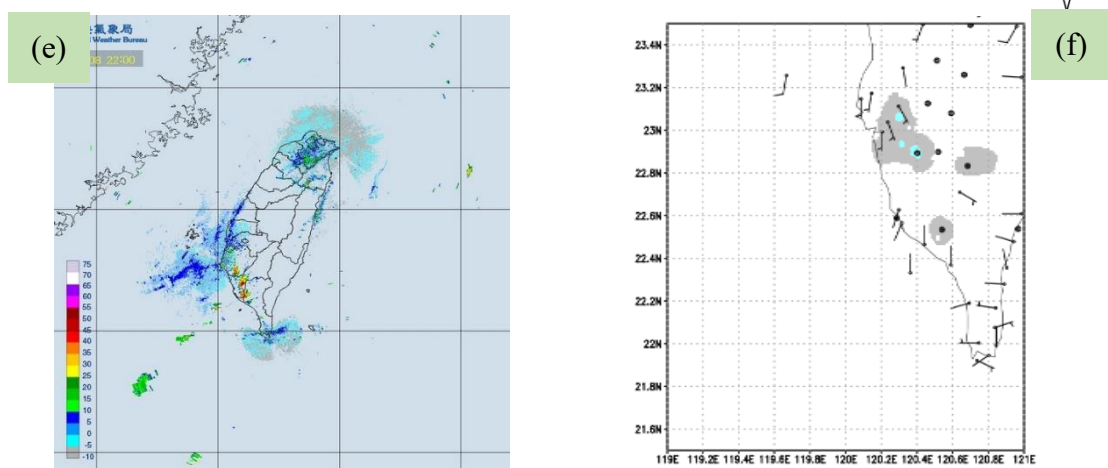 (e)
氣象局
Weather Bureau
08 22:00
75
70
65
60
55
50
45
40
35
30
25
20
15
10
5
0
-5
-10
(f)
23.4N
23.2N
23N
22.8N
22.6N
22.4N
22.2N
22N
21.8N
21.6N
119E 119.2E 119.4E 119.6E 119.8E 120E 120.2E 120.4E 120.6E 120.8E 121E